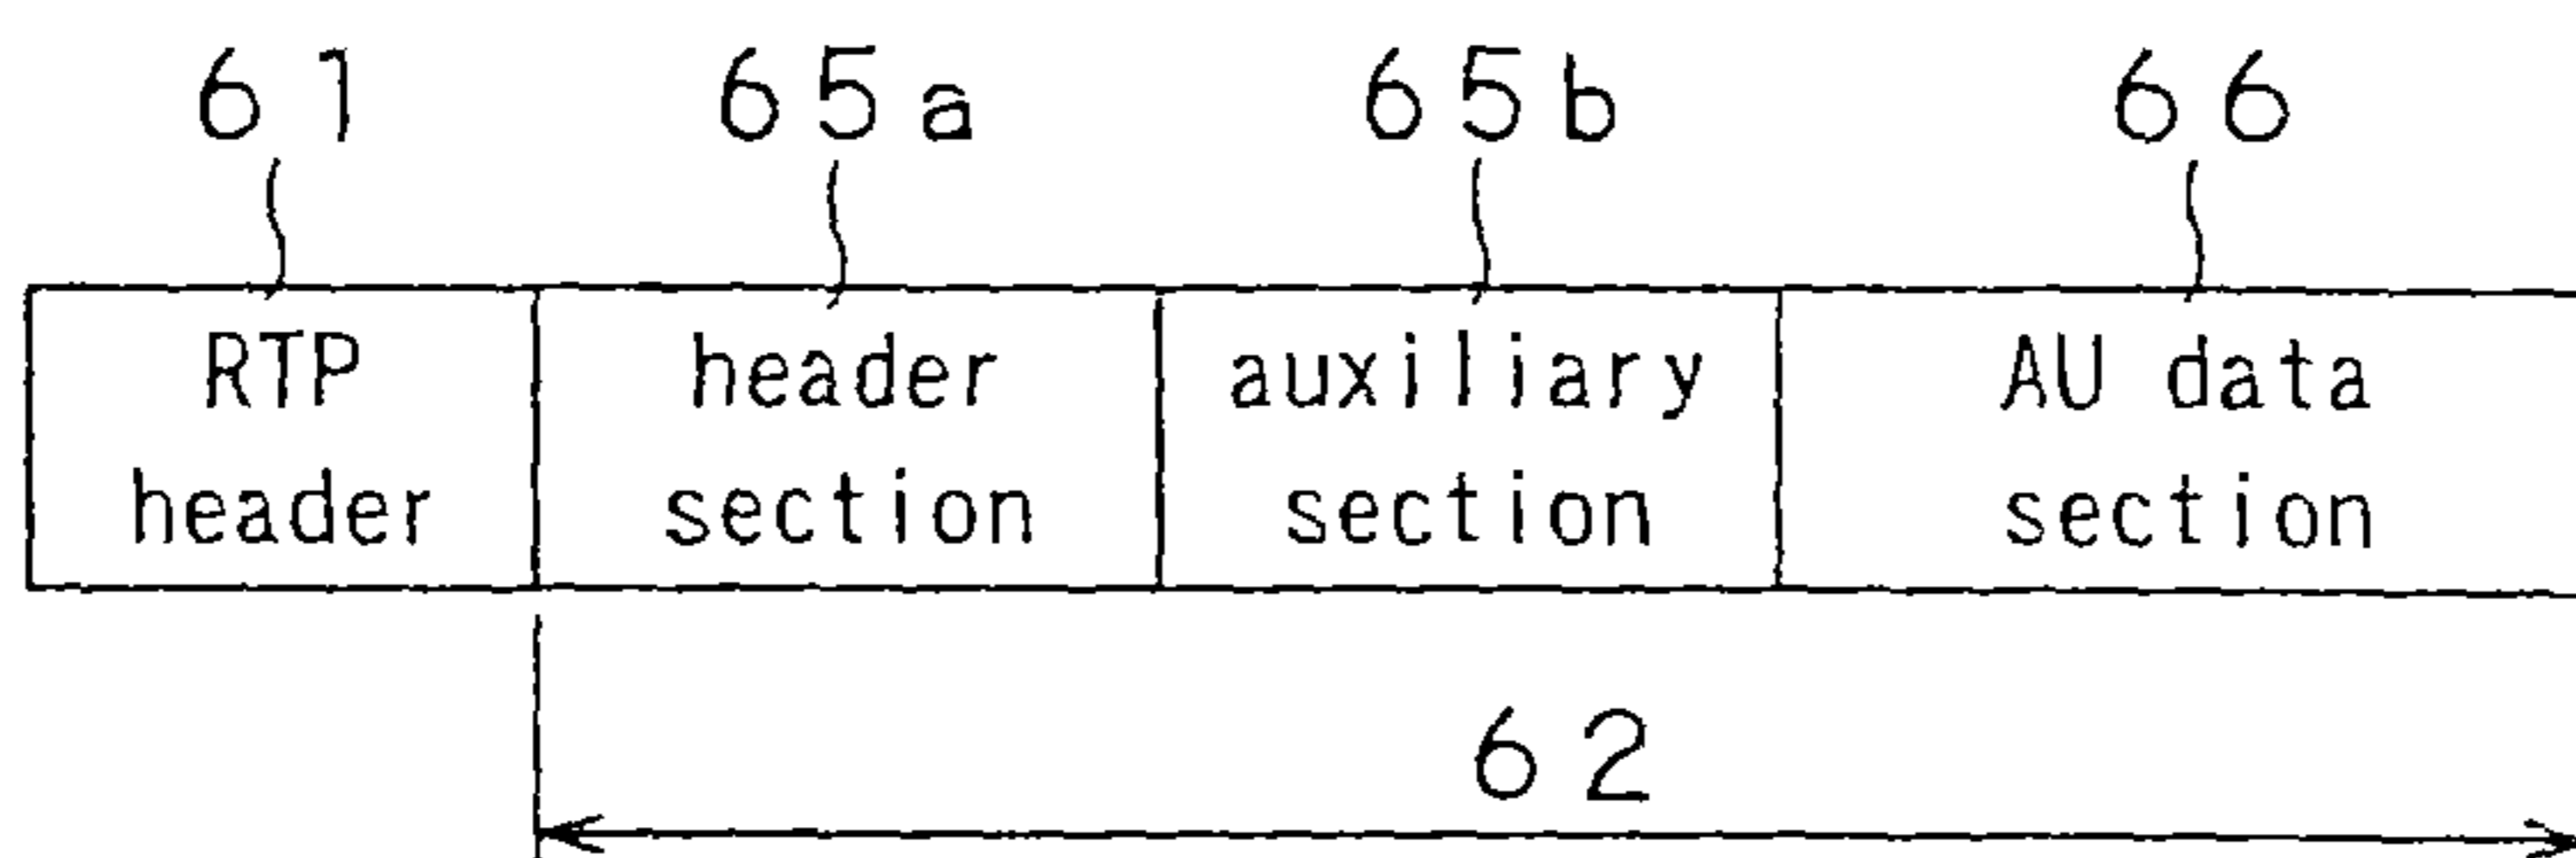 61 65a 65b 66
RTP header auxiliary AU data
header section section section
62